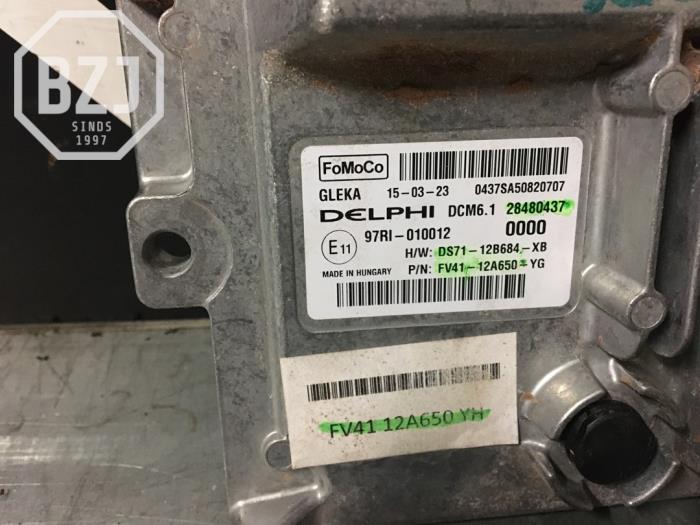 BZJ
SINDS
1997
FoMoCo
GLEKA 15-03-23 0437SA50820707
DELPHI DCM6.1 28480437
E11 97RI-010012 0000
H/W: DS71-12B684-XB
MADE IN HUNGARY P/N: FV41-12A650-YG
FV41 12A650 YH